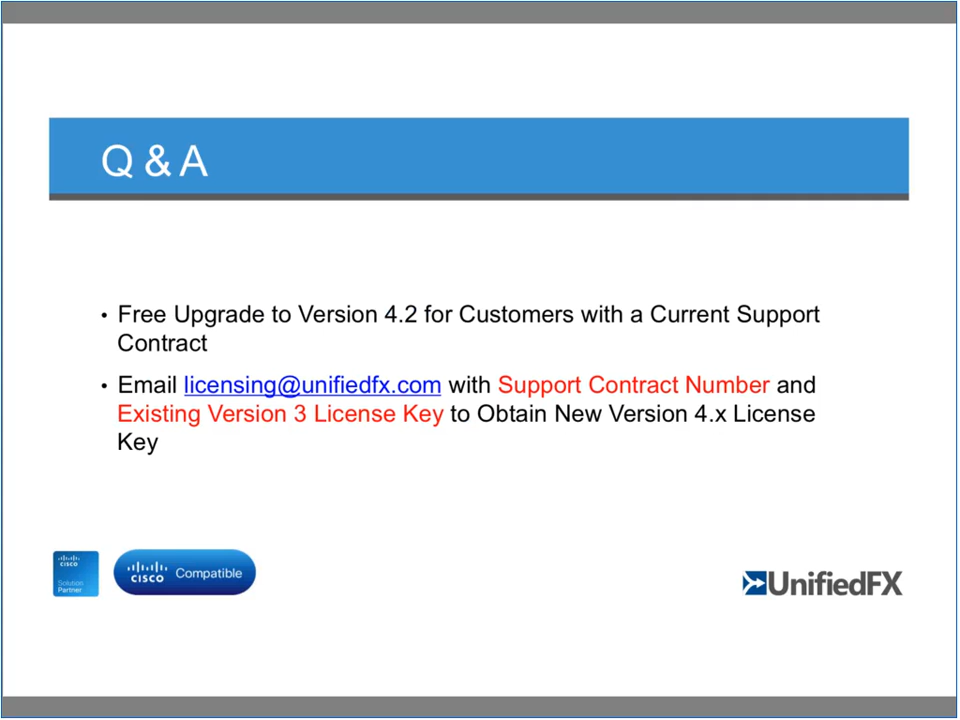 Q & A
• Free Upgrade to Version 4.2 for Customers with a Current Support
Contract
• Email licensing@unifiedfx.com with Support Contract Number and
Existing Version 3 License Key to Obtain New Version 4.x License
Key
CISCO
Solution
Partner
CISCO Compatible
UnifiedFX